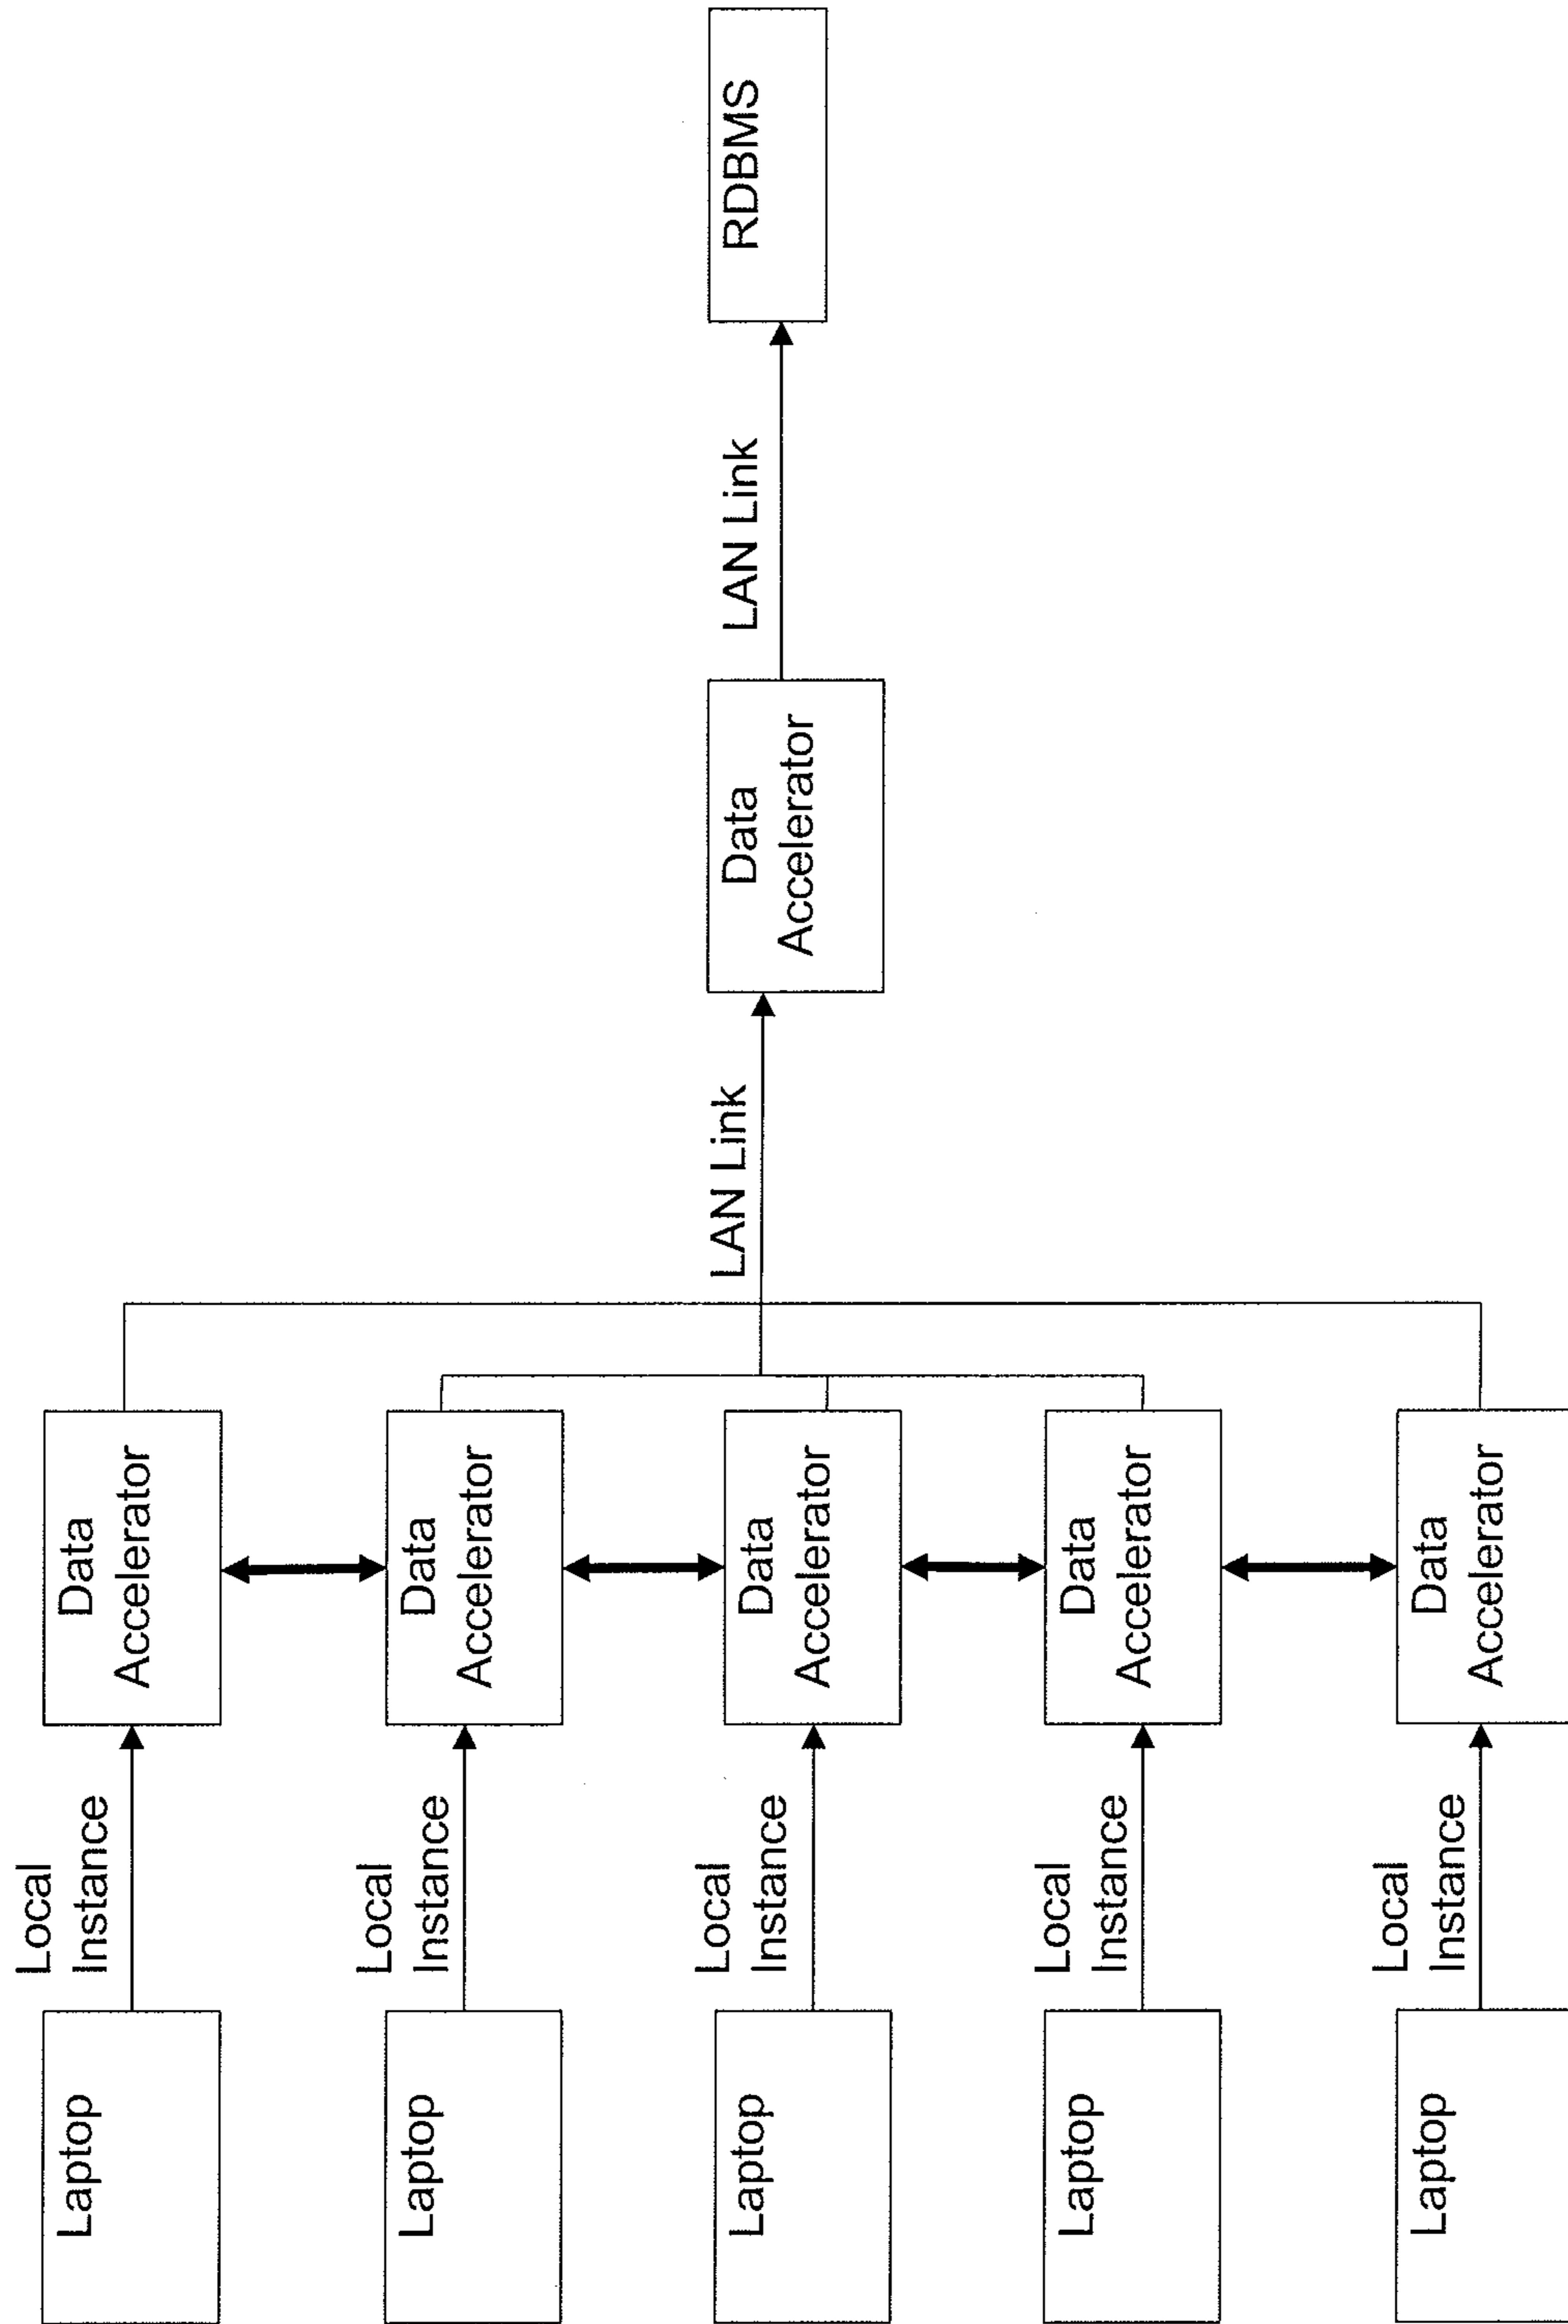 Laptop
Local
Instance
Data
Accelerator
Laptop
Local
Instance
Data
Accelerator
Laptop
Local
Instance
Data
Accelerator
LAN Link
Data
Accelerator
LAN Link
RDBMS
Laptop
Local
Instance
Data
Accelerator
Laptop
Local
Instance
Data
Accelerator